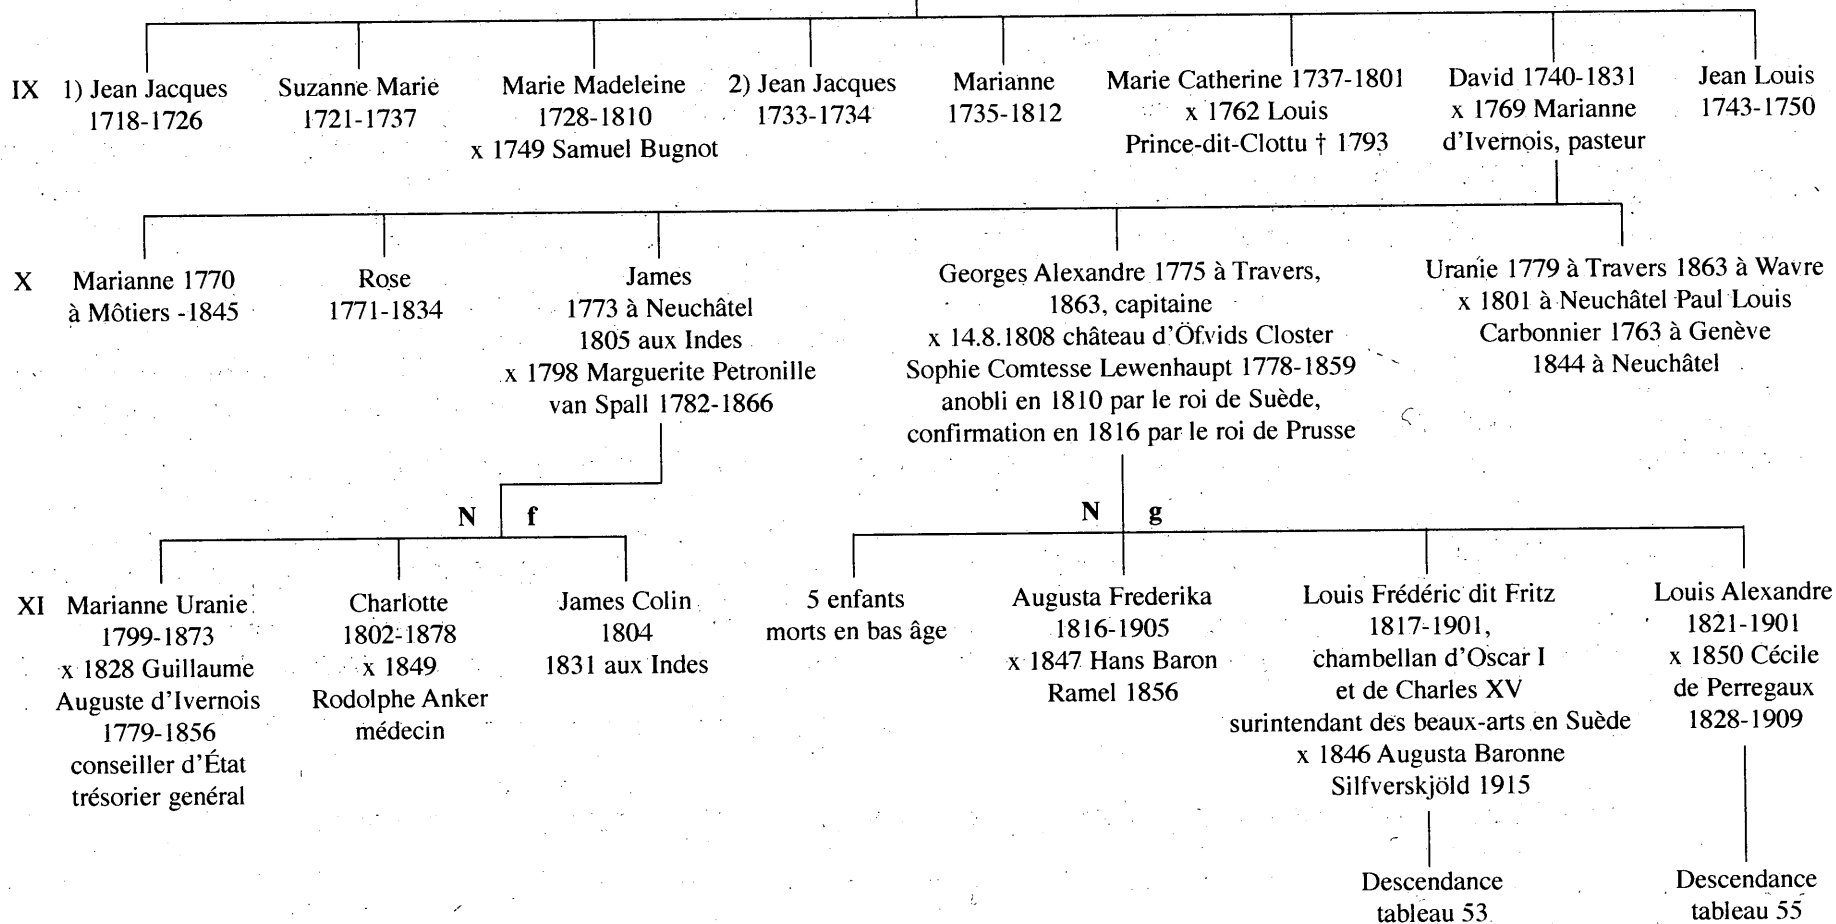 IX
1) Jean Jacques
1718-1726
Suzanne Marie
1721-1737
Marie Madeleine
1728-1810
x 1749 Samuel Bugnot
2) Jean Jacques
1733-1734
Marianne
1735-1812
Marie Catherine 1737-1801
x 1762 Louis
Prince-dit-Clottu † 1793
David 1740-1831
x 1769 Marianne
d'Ivernois, pasteur
Jean Louis
1743-1750
X
Marianne 1770
à Môtiers -1845
Rose
1771-1834
James
1773 à Neuchâtel
1805 aux Indes
x 1798 Marguerite Petronille
van Spall 1782-1866
Georges Alexandre 1775 à Travers,
1863, capitaine
x 14.8.1808 château d'Öfvids Closter
Sophie Comtesse Lewenhaupt 1778-1859
anobli en 1810 par le roi de Suède,
confirmation en 1816 par le roi de Prusse
Uranie 1779 à Travers 1863 à Wavre
x 1801 à Neuchâtel Paul Louis
Carbonnier 1763 à Genève
1844 à Neuchâtel
N f
N g
XI
Marianne Uranie
1799-1873
x 1828 Guillaume
Auguste d'Ivernois
1779-1856
conseiller d'État
trésorier genéral
Charlotte
1802-1878
x 1849
Rodolphe Anker
médecin
James Colin
1804
1831 aux Indes
5 enfants
morts en bas âge
Augusta Frederika
1816-1905
x 1847 Hans Baron
Ramel 1856
Louis Frédéric dit Fritz
1817-1901,
chambellan d'Oscar I
et de Charles XV
surintendant des beaux-arts en Suède
x 1846 Augusta Baronne
Silfverskjöld 1915
Louis Alexandre
1821-1901
x 1850 Cécile
de Perregaux
1828-1909
Descendance
tableau 53
Descendance
tableau 55